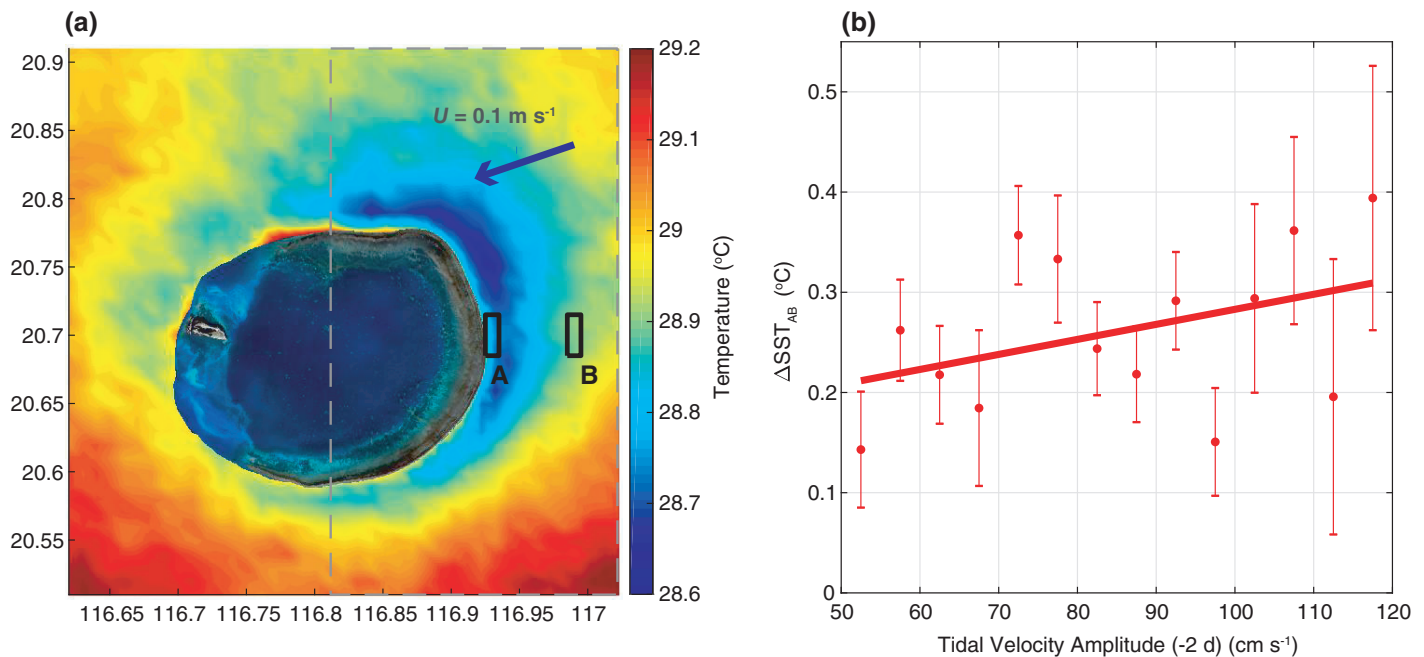 (a)
20.9
20.85
20.8
20.75
20.7
20.65
20.6
20.55
116.65 116.7 116.75 116.8 116.85 116.9 116.95 117
U = 0.1 m s⁻¹
A
B
29.2
29.1
29
28.9
28.8
28.7
28.6
Temperature (°C)
(b)
0.5
0.4
0.3
0.2
0.1
0
ΔSST_AB (°C)
50 60 70 80 90 100 110 120
Tidal Velocity Amplitude (-2 d) (cm s⁻¹)